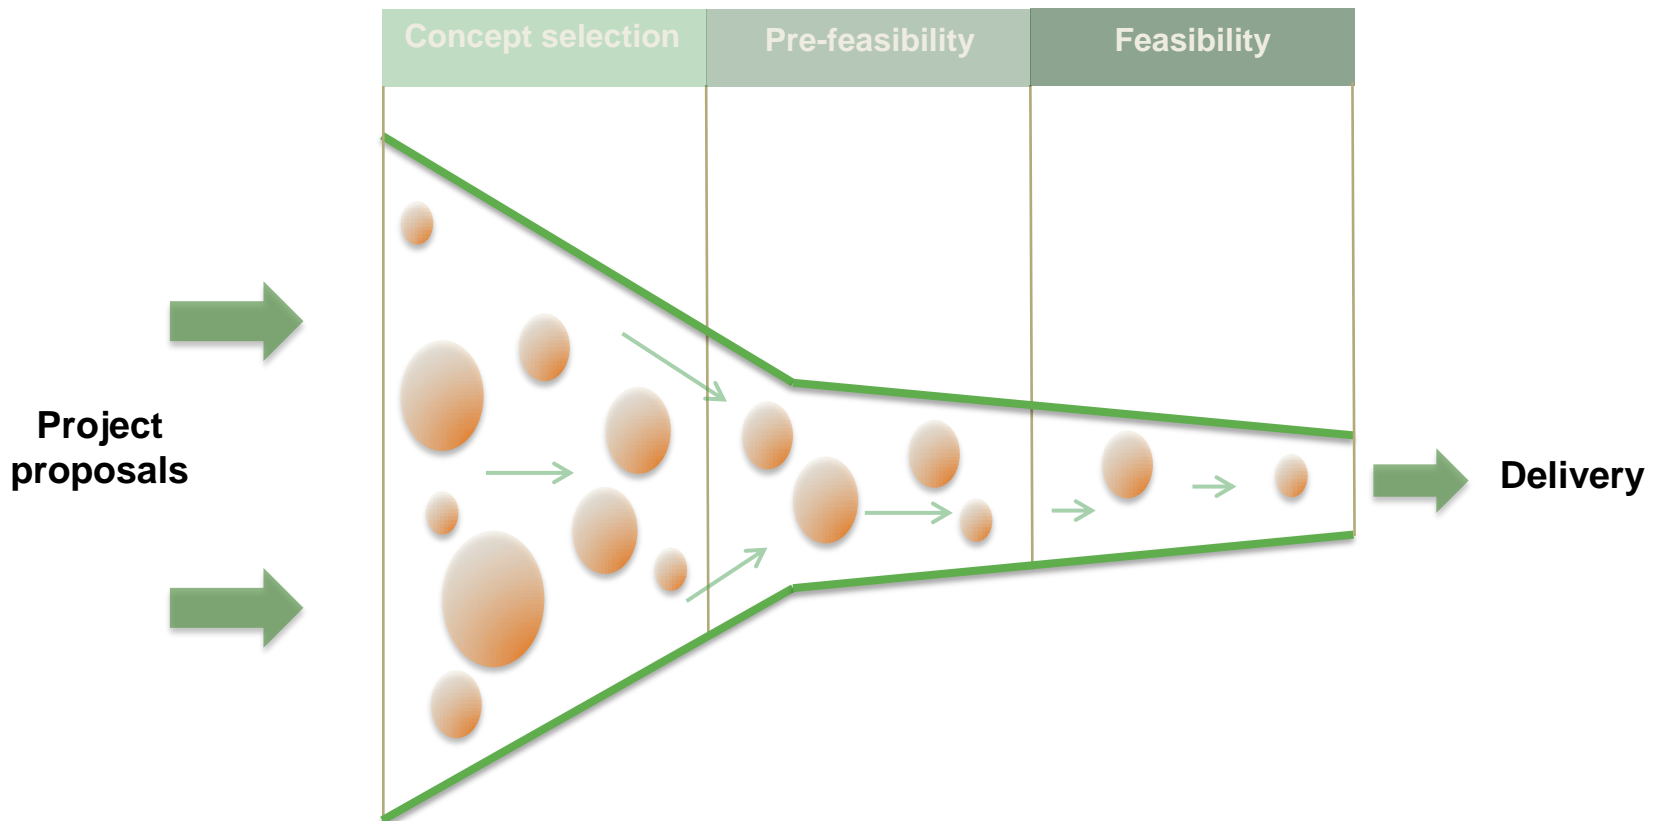 Concept selection
Pre-feasibility
Feasibility
Project
proposals
Delivery